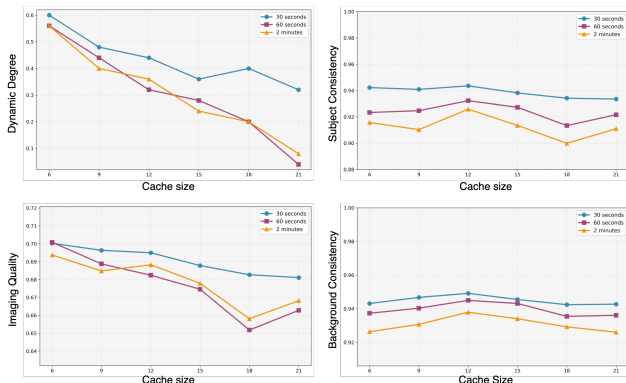 Dynamic Degree
0.6
0.5
0.4
0.3
0.2
0.1
30 seconds
60 seconds
2 minutes
6 9 12 15 18 21
Cache size
Subject Consistency
1.00
0.98
0.96
0.94
0.92
0.90
0.88
30 seconds
60 seconds
2 minutes
6 9 12 15 18 21
Cache size
Imaging Quality
0.72
0.71
0.70
0.69
0.68
0.67
0.66
0.65
0.64
30 seconds
60 seconds
2 minutes
6 9 12 15 18 21
Cache size
Background Consistency
1.00
0.98
0.96
0.94
0.92
30 seconds
60 seconds
2 minutes
6 9 12 15 18 21
Cache Size